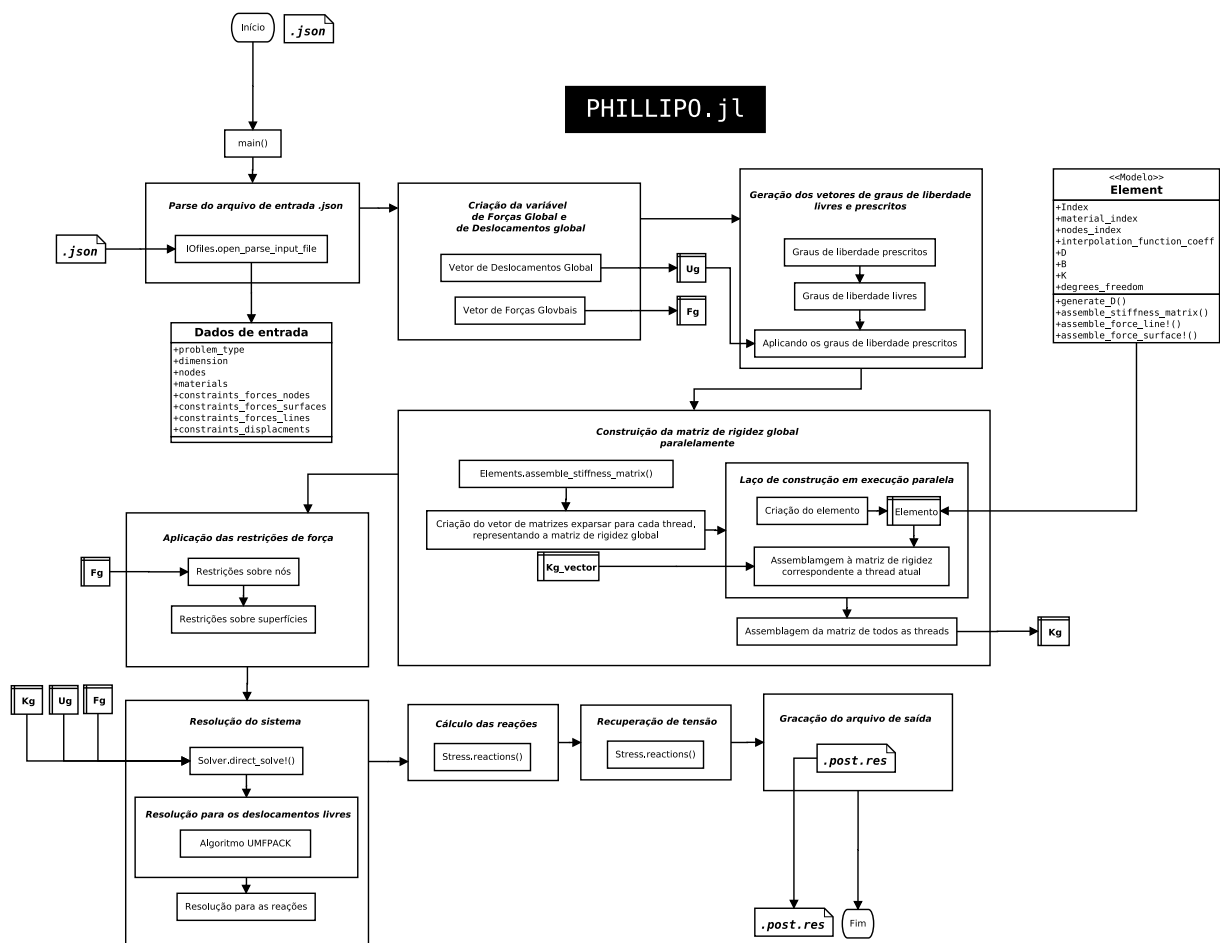 Início
.json
PHILLIPO.jl
main()
Parse do arquivo de entrada .json
.json
IOfiles.open_parse_input_file
Dados de entrada
+problem_type
+dimension
+nodes
+materials
+constraints_forces_nodes
+constraints_forces_surfaces
+constraints_forces_lines
+constraints_displacments
Criação da variável
de Forças Global e
de Deslocamentos global
Vetor de Deslocamentos Global
Ug
Vetor de Forças Glovbais
Fg
Geração dos vetores de graus de liberdade
livres e prescritos
Graus de liberdade prescritos
Graus de liberdade livres
Aplicando os graus de liberdade prescritos
<<Modelo>>
Element
+Index
+material_index
+nodes_index
+interpolation_function_coeff
+D
+B
+K
+degrees_freedom
+generate_D()
+assemble_stiffness_matrix()
+assemble_force_line!()
+assemble_force_surface!()
Construição da matriz de rigidez global
paralelamente
Elements.assemble_stiffness_matrix()
Criação do vetor de matrizes exparsar para cada thread,
representando a matriz de rigidez global
Kg_vector
Laço de construção em execução paralela
Criação do elemento
Elemento
Assemblamgem à matriz de rigidez
correspondente a thread atual
Assemblagem da matriz de todos as threads
Kg
Aplicação das restrições de força
Fg
Restrições sobre nós
Restrições sobre superfícies
Kg
Ug
Fg
Resolução do sistema
Solver.direct_solve!()
Resolução para os deslocamentos livres
Algoritmo UMFPACK
Resolução para as reações
Cálculo das reações
Stress.reactions()
Recuperação de tensão
Stress.reactions()
Gracação do arquivo de saída
.post.res
.post.res
Fim